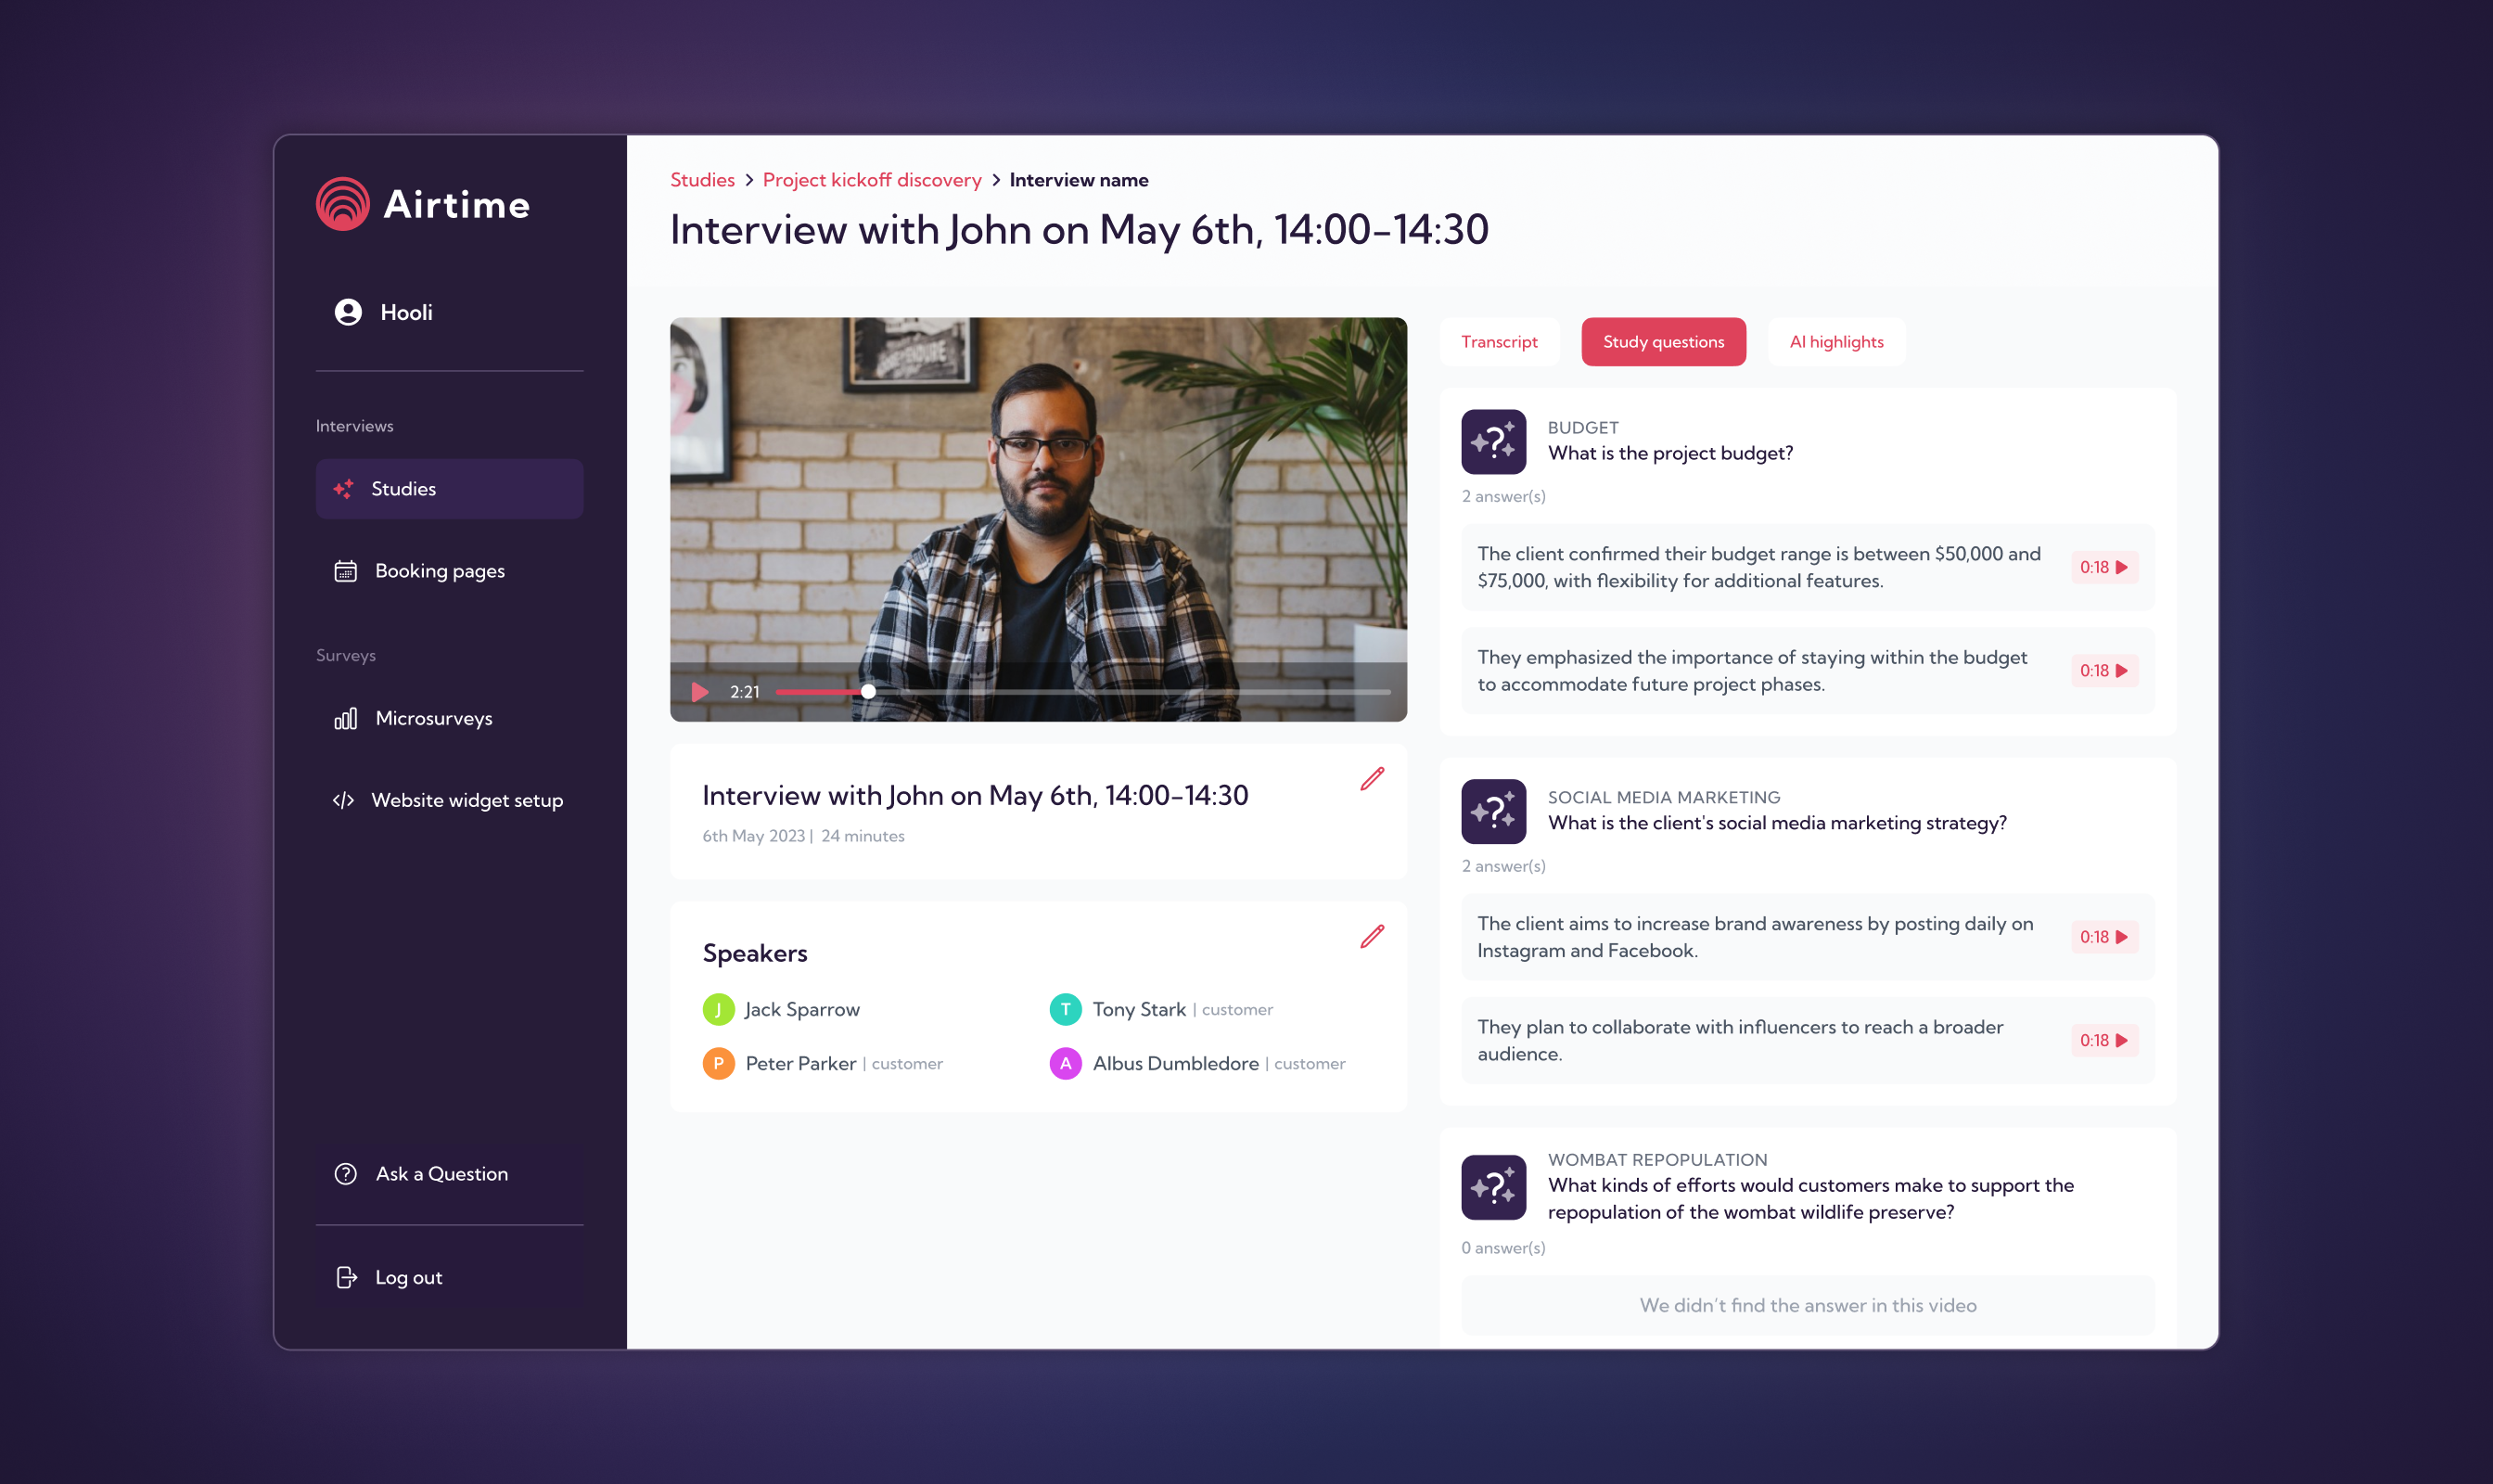 Airtime
Hooli
Interviews
Studies
Booking pages
Surveys
Microsurveys
Website widget setup
Ask a Question
Log out
Studies > Project kickoff discovery > Interview name
Interview with John on May 6th, 14:00-14:30
2:21
Interview with John on May 6th, 14:00-14:30
6th May 2023 | 24 minutes
Speakers
J Jack Sparrow
T Tony Stark | customer
P Peter Parker | customer
A Albus Dumbledore | customer
Transcript
Study questions
AI highlights
BUDGET
What is the project budget?
2 answer(s)
The client confirmed their budget range is between $50,000 and
$75,000, with flexibility for additional features.
0:18
They emphasized the importance of staying within the budget
to accommodate future project phases.
0:18
SOCIAL MEDIA MARKETING
What is the client's social media marketing strategy?
2 answer(s)
The client aims to increase brand awareness by posting daily on
Instagram and Facebook.
0:18
They plan to collaborate with influencers to reach a broader
audience.
0:18
WOMBAT REPOPULATION
What kinds of efforts would customers make to support the
repopulation of the wombat wildlife preserve?
0 answer(s)
We didn’t find the answer in this video